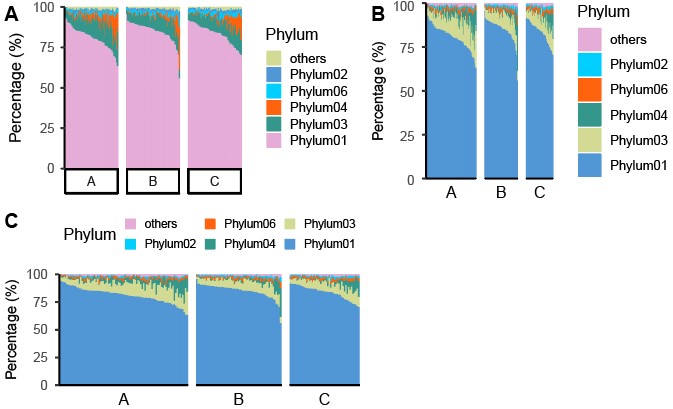 A
Percentage (%)
100
75
50
25
0
A
B
C
Phylum
others
Phylum02
Phylum06
Phylum04
Phylum03
Phylum01
B
Percentage (%)
100
75
50
25
0
A
B
C
Phylum
others
Phylum02
Phylum06
Phylum04
Phylum03
Phylum01
C
Phylum
others
Phylum06
Phylum03
Phylum02
Phylum04
Phylum01
Percentage (%)
100
75
50
25
0
A
B
C